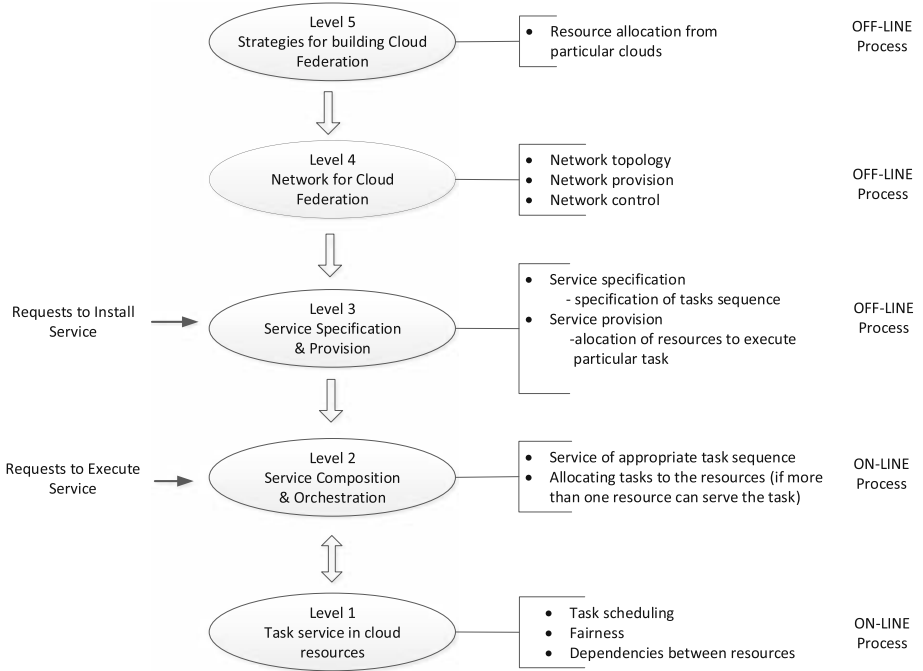 Level 5
Strategies for building Cloud
Federation
• Resource allocation from
particular clouds
OFF-LINE
Process
Level 4
Network for Cloud
Federation
• Network topology
• Network provision
• Network control
OFF-LINE
Process
Requests to Install
Service
Level 3
Service Specification
& Provision
• Service specification
- specification of tasks sequence
• Service provision
-alocation of resources to execute
particular task
OFF-LINE
Process
Requests to Execute
Service
Level 2
Service Composition
& Orchestration
• Service of appropriate task sequence
• Allocating tasks to the resources (if more
than one resource can serve the task)
ON-LINE
Process
Level 1
Task service in cloud
resources
• Task scheduling
• Fairness
• Dependencies between resources
ON-LINE
Process